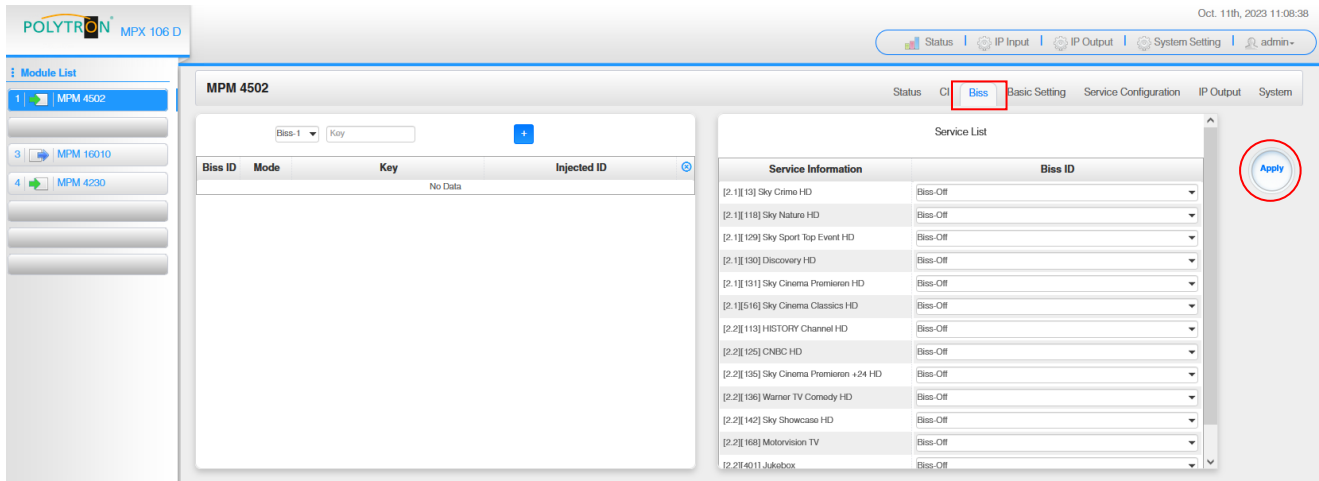 Oct. 11th, 2023 11:08:38
POLYTRON MPX 106 D
Status IP Input IP Output System Setting admin
Module List
1 MPM 4502
3 MPM 16010
4 MPM 4230
MPM 4502
Status CI Biss Basic Setting Service Configuration IP Output System
Biss-1 Key +
Biss ID Mode Key Injected ID
No Data
Service List
Service Information Biss ID
[2.1][13] Sky Crime HD Biss-Off
[2.1][118] Sky Nature HD Biss-Off
[2.1][129] Sky Sport Top Event HD Biss-Off
[2.1][130] Discovery HD Biss-Off
[2.1][131] Sky Cinema Premieren HD Biss-Off
[2.1][516] Sky Cinema Classics HD Biss-Off
[2.2][113] HISTORY Channel HD Biss-Off
[2.2][125] CNBC HD Biss-Off
[2.2][135] Sky Cinema Premieren +24 HD Biss-Off
[2.2][136] Warner TV Comedy HD Biss-Off
[2.2][142] Sky Showcase HD Biss-Off
[2.2][168] Motorvision TV Biss-Off
[2.2][401] Jukebox Biss-Off
Apply